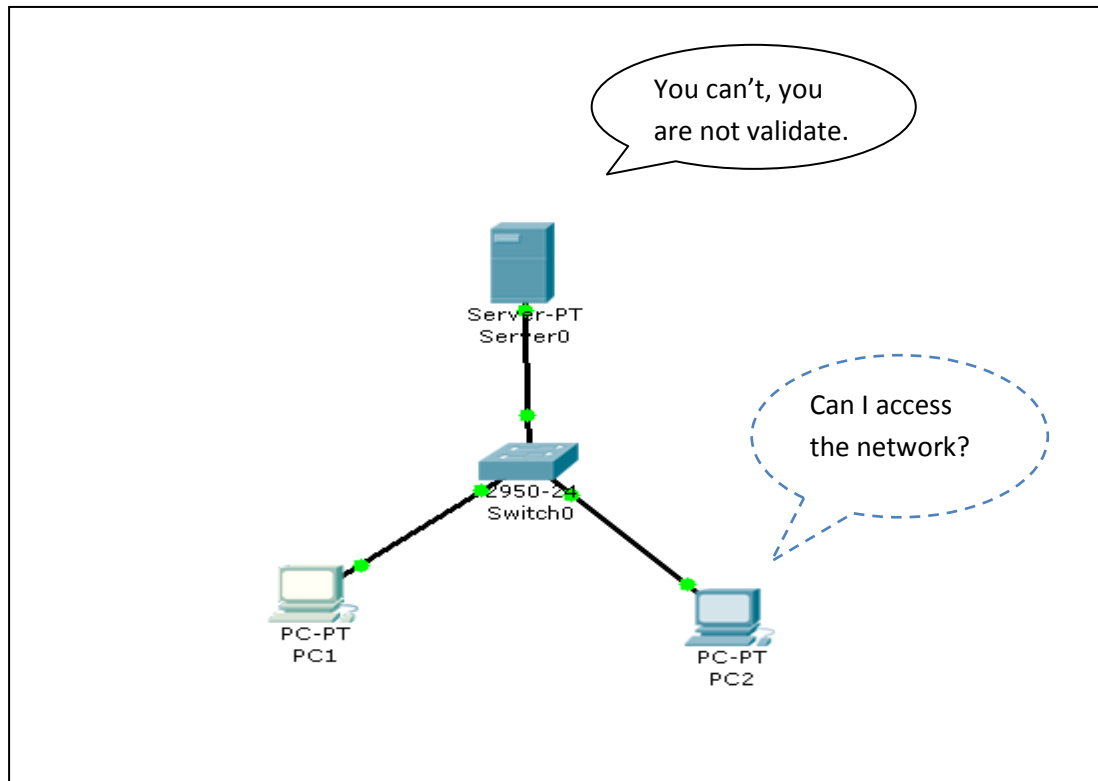 You can’t, you
are not validate.
Server-PT
Server0
Can I access
the network?
2950-24
Switch0
PC-PT
PC1
PC-PT
PC2